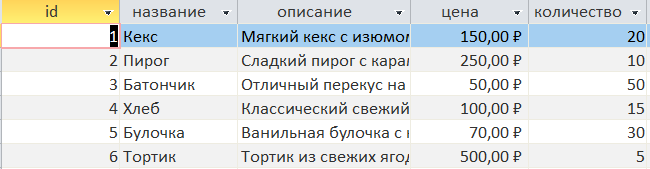 id название описание цена количество
1 Кекс Мягкий кекс с изюмом 150,00 ₽ 20
2 Пирог Сладкий пирог с 250,00 ₽ 10
3 Батончик Отличный перекус на 50,00 ₽ 50
4 Хлеб Классический свежий 100,00 ₽ 15
5 Булочка Ванильная булочка с 70,00 ₽ 30
6 Тортик Тортик из свежих 500,00 ₽ 5